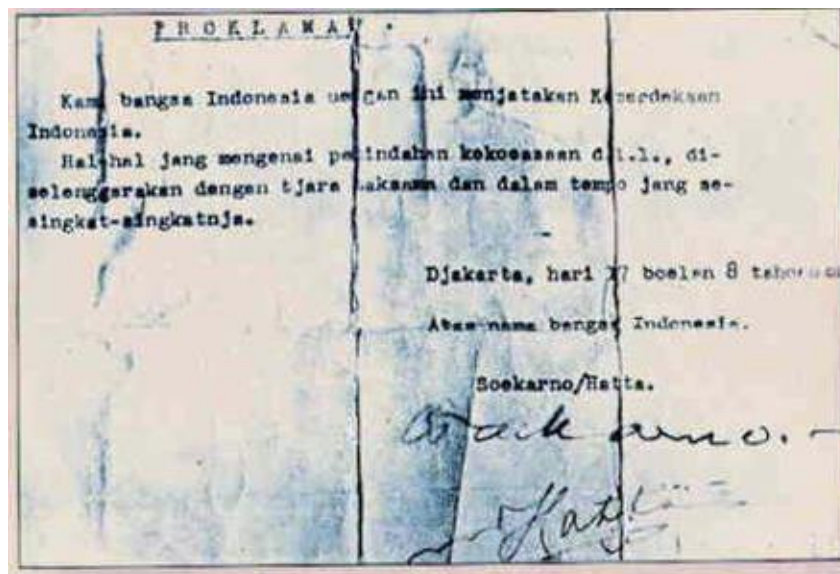 PROKLAMASI.
Kami bangsa Indonesia dengan ini menjatakan Kemerdekaan
Indonesia.
Hal-hal jang mengenai pemindahan kekoeasaan d.l.l., di-
selenggarakan dengan tjara saksama dan dalam tempo jang se-
singkat-singkatnja.
Djakarta, hari 17 boelan 8 tahoen
Atas nama bangsa Indonesia.
Soekarno/Hatta.
Soekarno.-
Hatta